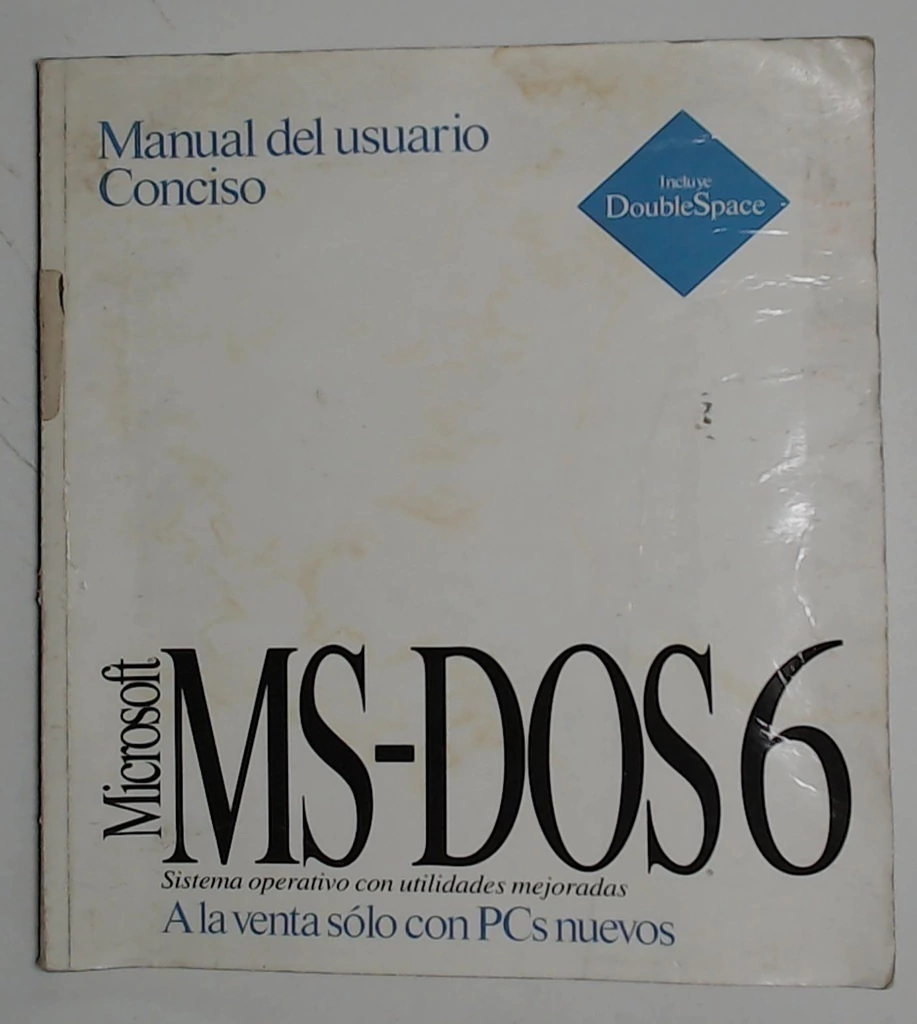 Manual del usuario
Conciso
Incluye
DoubleSpace
Microsoft
MS-DOS 6
Sistema operativo con utilidades mejoradas
A la venta sólo con PCs nuevos